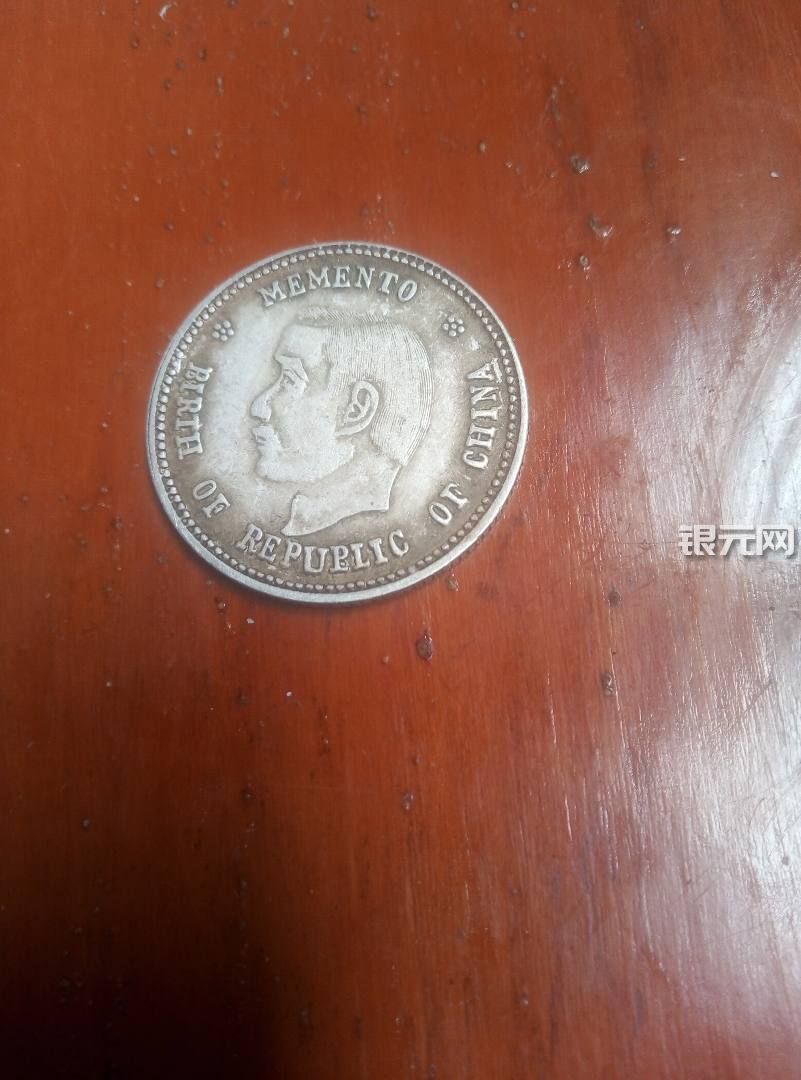 MEMENTO
BIRTH OF REPUBLIC OF CHINA
银元网